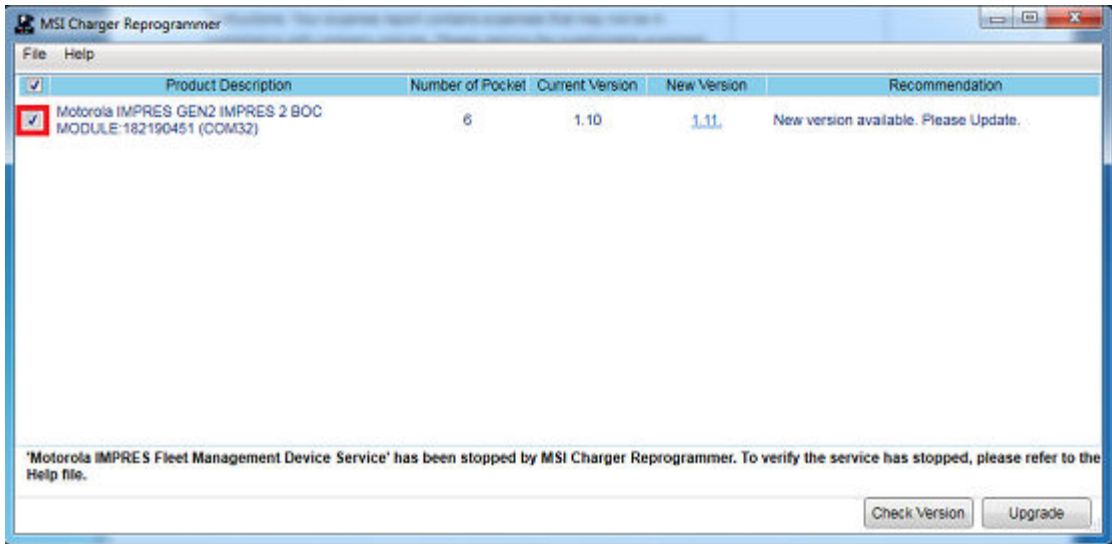 MSI Charger Reprogrammer
File Help
Product Description Number of Pocket Current Version New Version Recommendation
Motorola IMPRES GEN2 IMPRES 2 BOC
MODULE:182190451 (COM32) 6 1.10 1.11. New version available. Please Update.
'Motorola IMPRES Fleet Management Device Service' has been stopped by MSI Charger Reprogrammer. To verify the service has stopped, please refer to the
Help file.
Check Version Upgrade